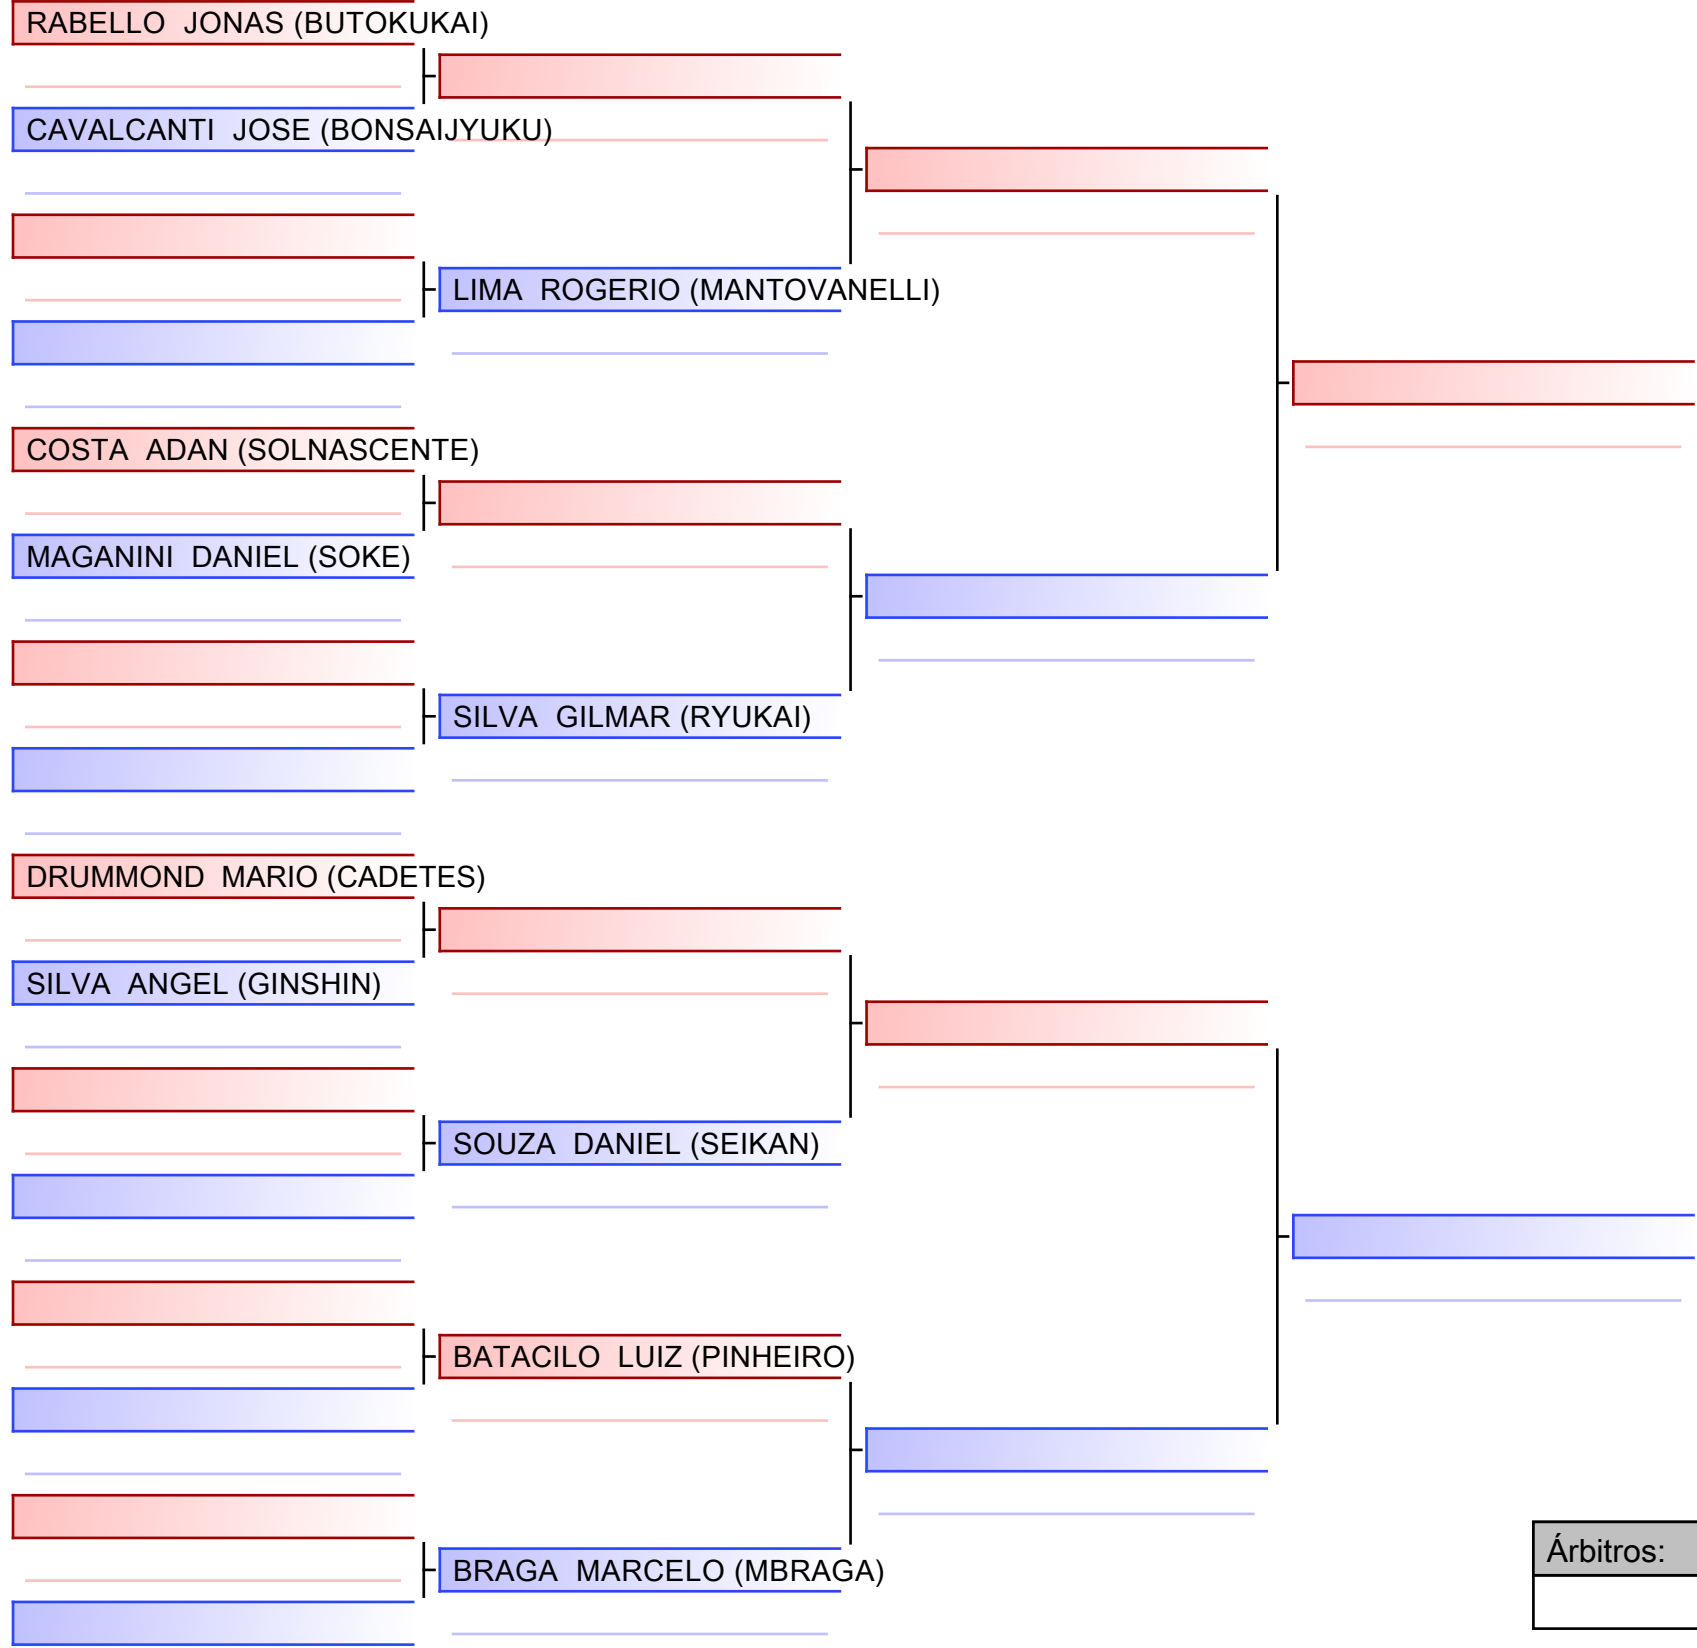 RABELLO  JONAS (BUTOKUKAI)
CAVALCANTI  JOSE (BONSAIJYUKU)
LIMA  ROGERIO (MANTOVANELLI)
COSTA  ADAN (SOLNASCENTE)
MAGANINI  DANIEL (SOKE)
SILVA  GILMAR (RYUKAI)
DRUMMOND  MARIO (CADETES)
SILVA  ANGEL (GINSHIN)
SOUZA  DANIEL (SEIKAN)
BATACILO  LUIZ (PINHEIRO)
BRAGA  MARCELO (MBRAGA)
Árbitros: